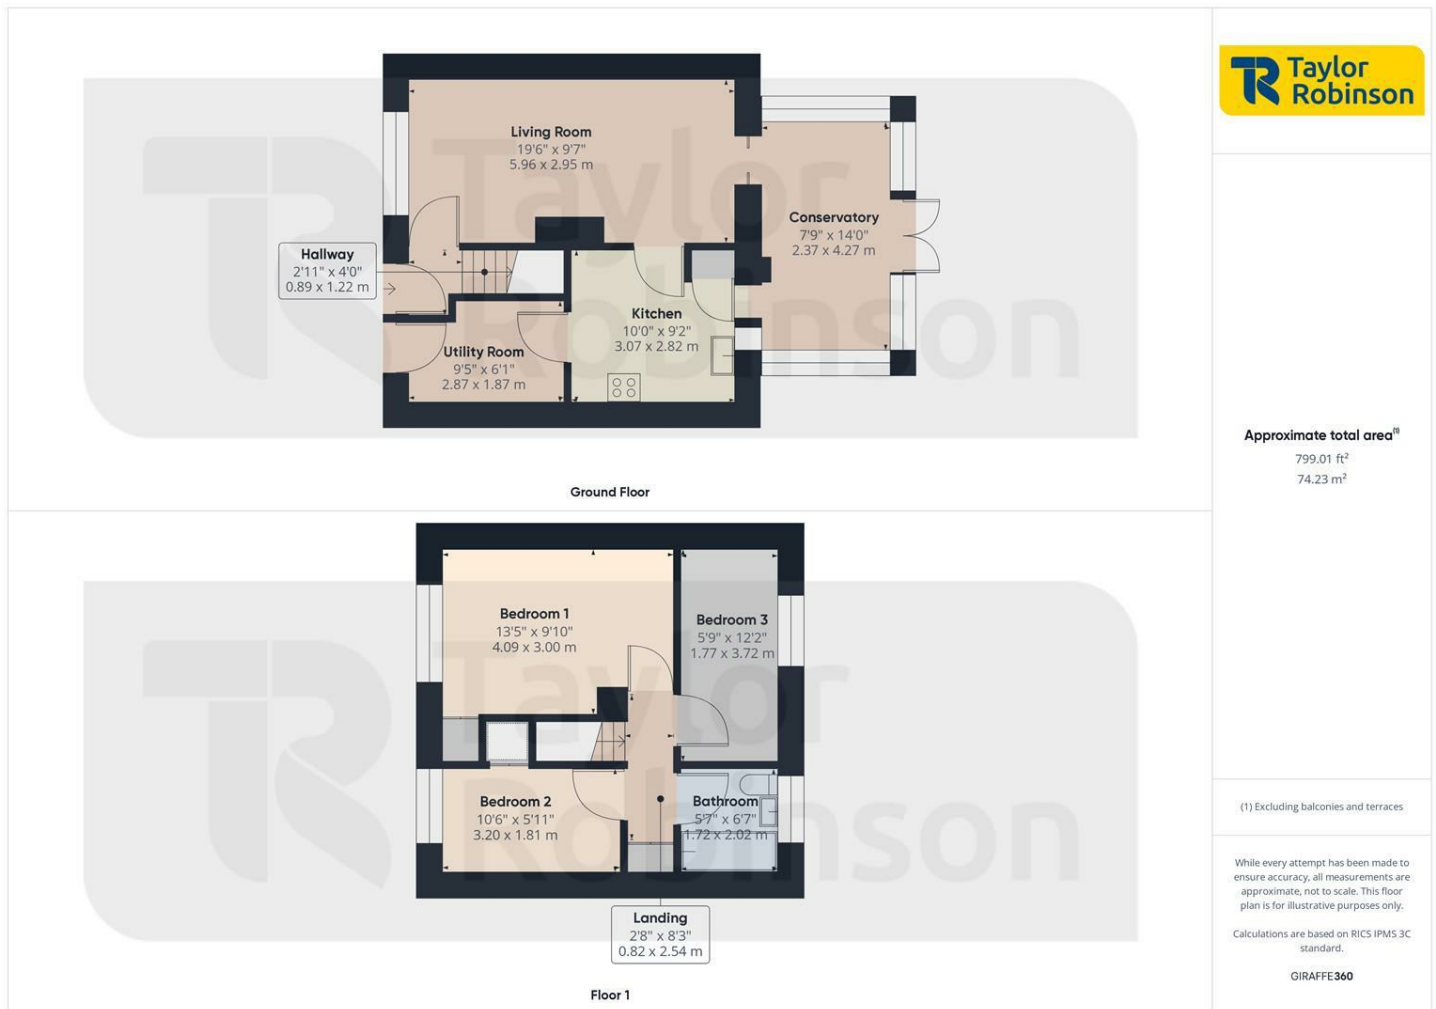 Living Room
19'6" x 9'7"
5.96 x 2.95 m
Conservatory
7'9" x 14'0"
2.37 x 4.27 m
Hallway
2'11" x 4'0"
0.89 x 1.22 m
Kitchen
10'0" x 9'2"
3.07 x 2.82 m
Utility Room
9'5" x 6'1"
2.87 x 1.87 m
Taylor
Robinson
Ground Floor
Bedroom 1
13'5" x 9'10"
4.09 x 3.00 m
Bedroom 3
5'9" x 12'2"
1.77 x 3.72 m
Bedroom 2
10'6" x 5'11"
3.20 x 1.81 m
Bathroom
5'7" x 6'7"
1.72 x 2.02 m
Landing
2'8" x 8'3"
0.82 x 2.54 m
Taylor
Robinson
Floor 1
Taylor
Robinson
Approximate total area⁽¹⁾
799.01 ft²
74.23 m²
(1) Excluding balconies and terraces
While every attempt has been made to
ensure accuracy, all measurements are
approximate, not to scale. This floor
plan is for illustrative purposes only.
Calculations are based on RICS IPMS 3C
standard.
GIRAFFE360